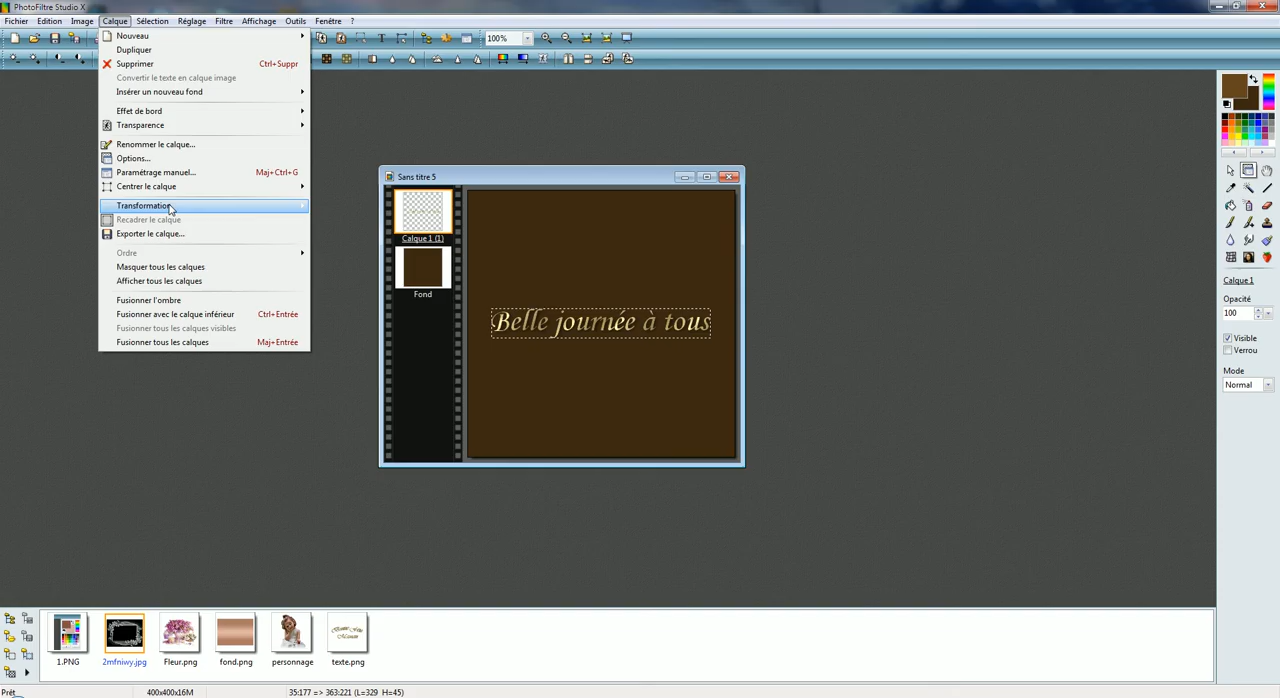 PhotoFiltre Studio X
Fichier Edition Image Calque Sélection Réglage Filtre Affichage Outils Fenêtre ?
100%
Nouveau
Dupliquer
Supprimer Ctrl+Suppr
Convertir le texte en calque image
Insérer un nouveau fond
Effet de bord
Transparence
Renommer le calque...
Options...
Paramétrage manuel... Maj+Ctrl+G
Centrer le calque
Transformation
Recadrer le calque
Exporter le calque...
Ordre
Masquer tous les calques
Afficher tous les calques
Fusionner l'ombre
Fusionner avec le calque inférieur Ctrl+Entrée
Fusionner tous les calques visibles
Fusionner tous les calques Maj+Entrée
Sans titre 5
Calque 1 (1)
Fond
Belle journée à tous
Calque 1
Opacité
100
Visible
Verrou
Mode
Normal
1.PNG 2mfniwy.jpg Fleur.png fond.png personnage texte.png
Prêt 400x400x16M 35:177 => 363:221 (L=329 H=45)